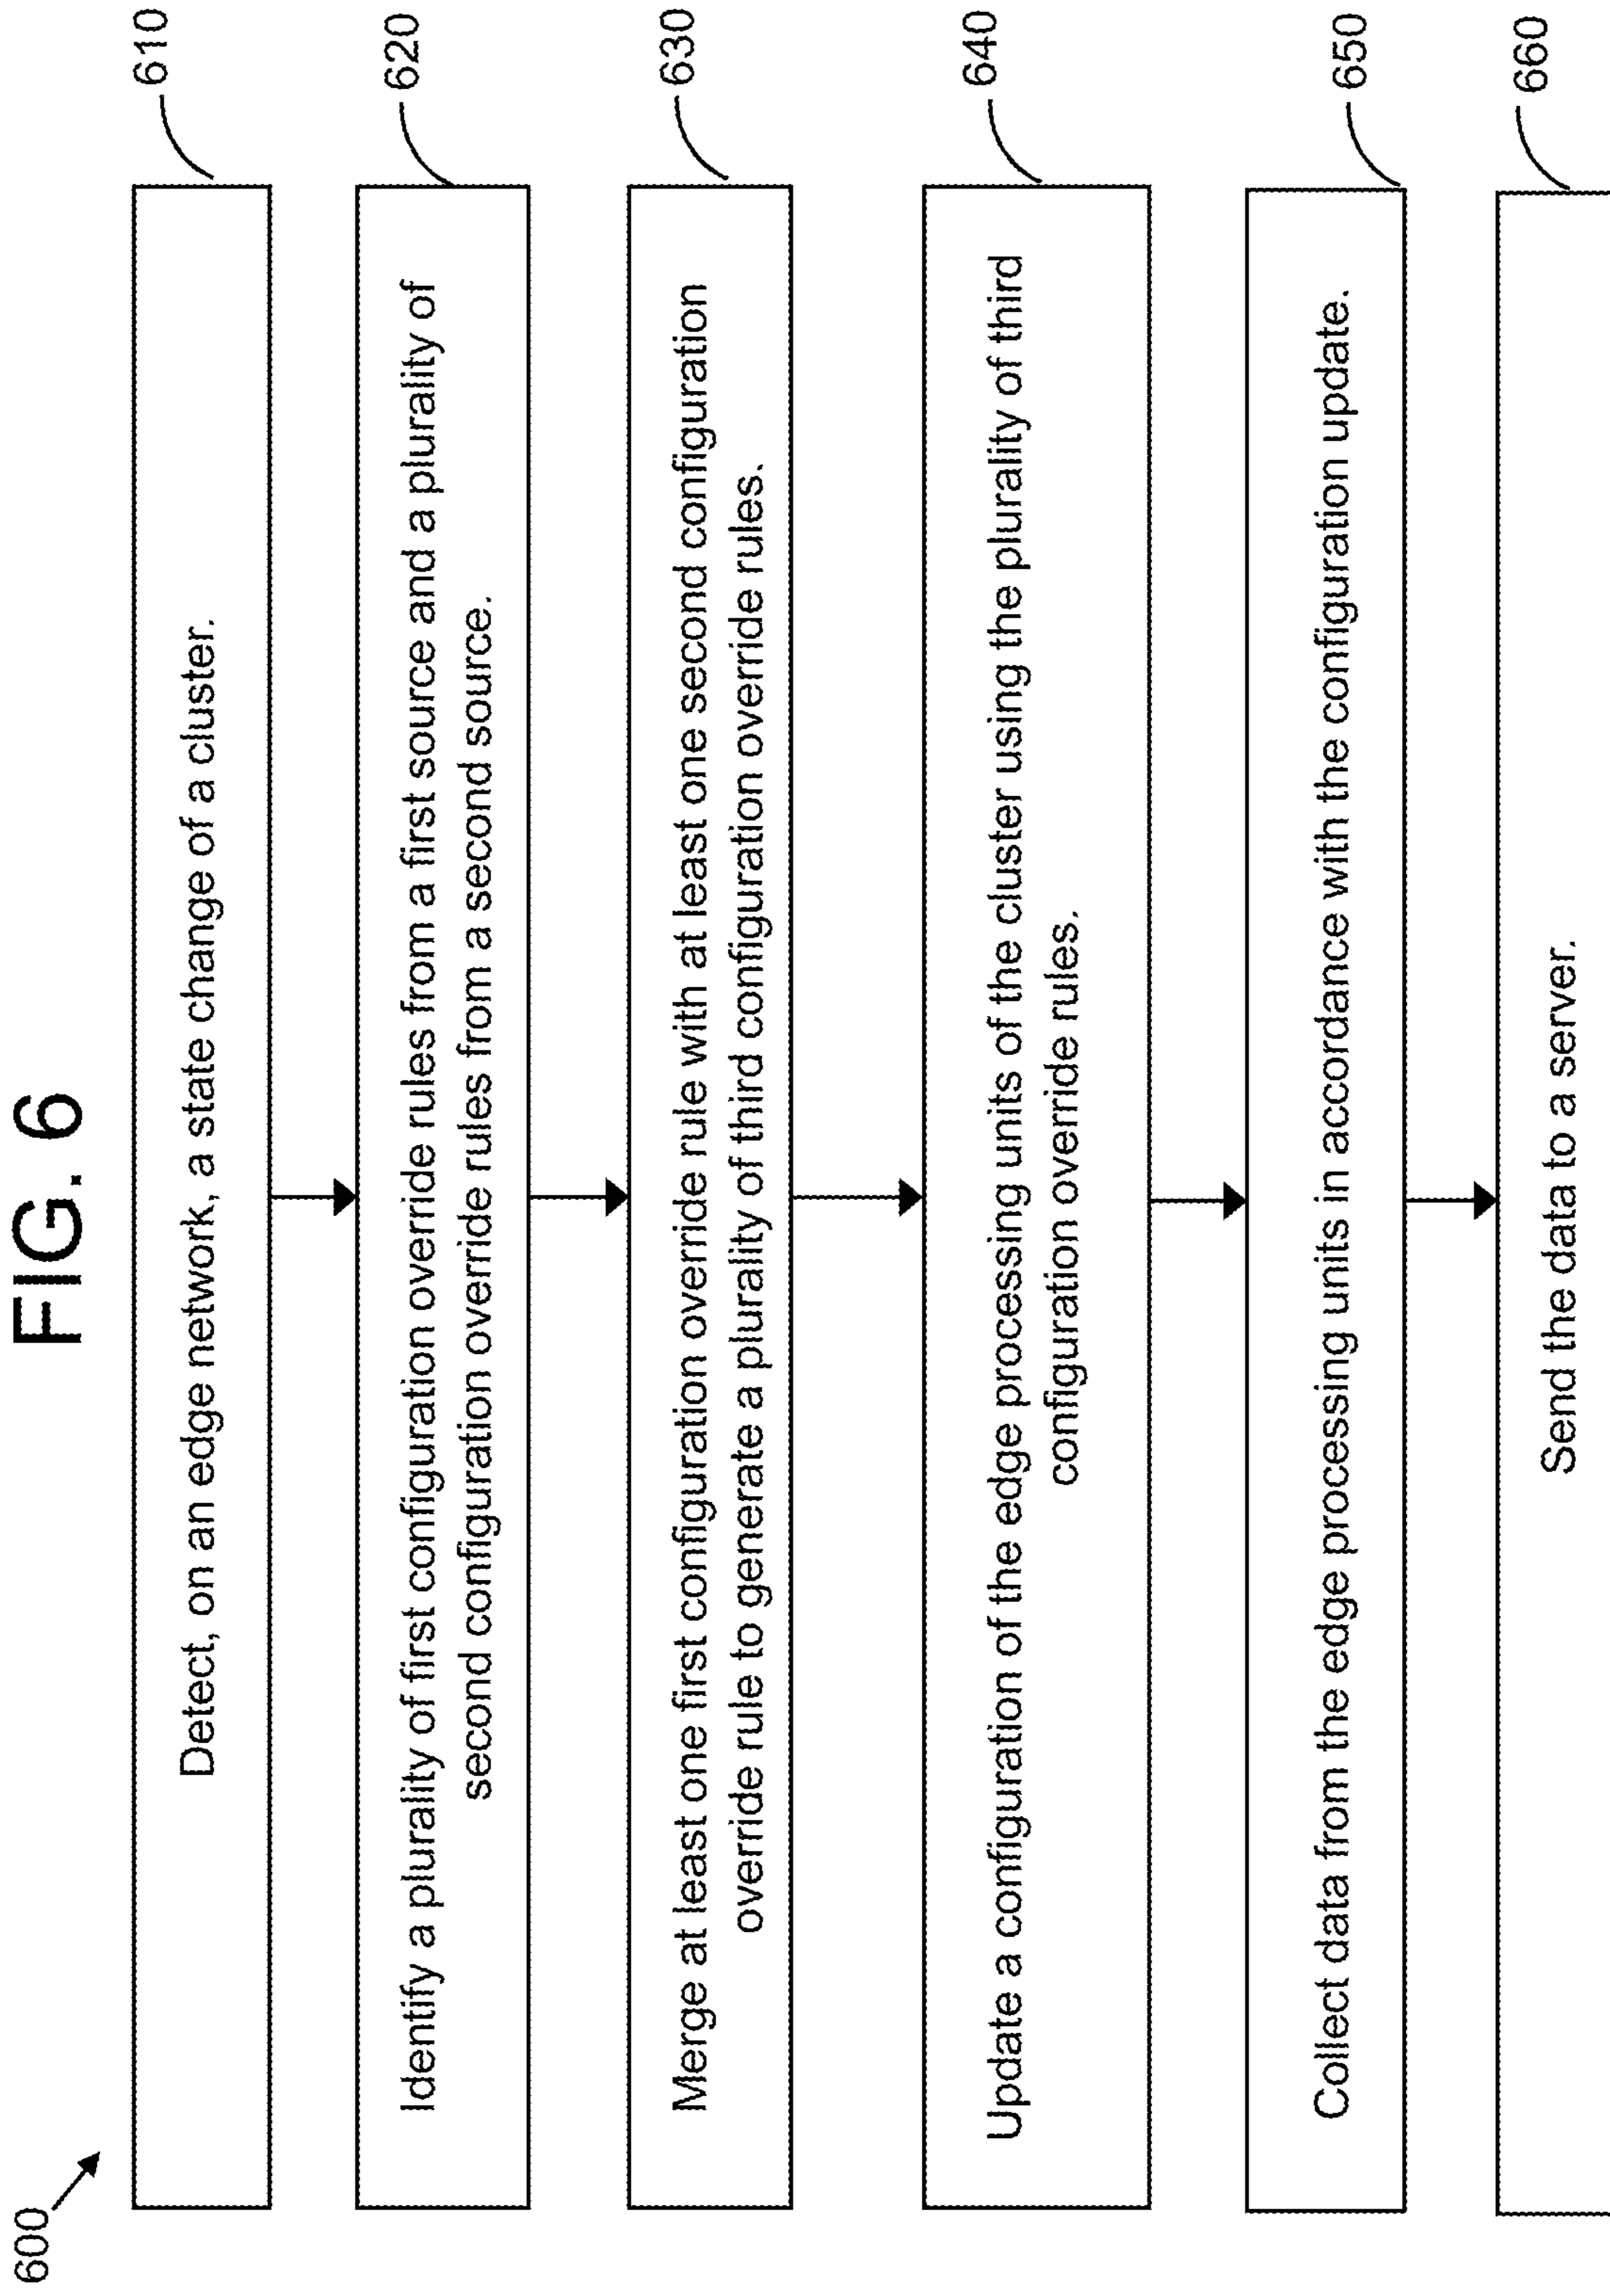 FIG. 6
600
610
Detect, on an edge network, a state change of a cluster.
620
Identify a plurality of first configuration override rules from a first source and a plurality of
second configuration override rules from a second source.
630
Merge at least one first configuration override rule with at least one second configuration
override rule to generate a plurality of third configuration override rules.
640
Update a configuration of the edge processing units of the cluster using the plurality of third
configuration override rules.
650
Collect data from the edge processing units in accordance with the configuration update.
660
Send the data to a server.